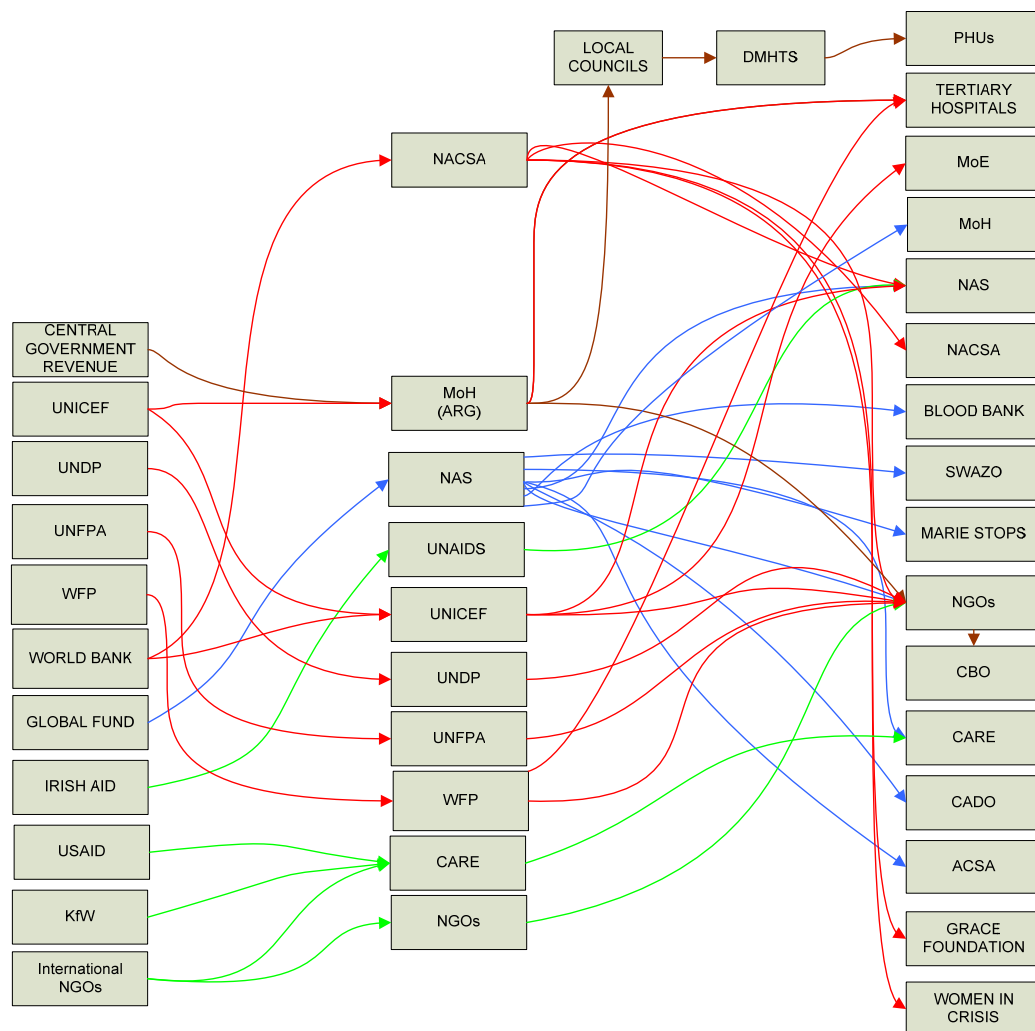 LOCAL
COUNCILS
DMHTS
PHUs
TERTIARY
HOSPITALS
MoE
MoH
NAS
NACSA
BLOOD BANK
SWAZO
MARIE STOPS
NGOs
CBO
CARE
CADO
ACSA
GRACE
FOUNDATION
WOMEN IN
CRISIS
NACSA
MoH
(ARG)
NAS
UNAIDS
UNICEF
UNDP
UNFPA
WFP
CARE
NGOs
CENTRAL
GOVERNMENT
REVENUE
UNICEF
UNDP
UNFPA
WFP
WORLD BANK
GLOBAL FUND
IRISH AID
USAID
KfW
International
NGOs